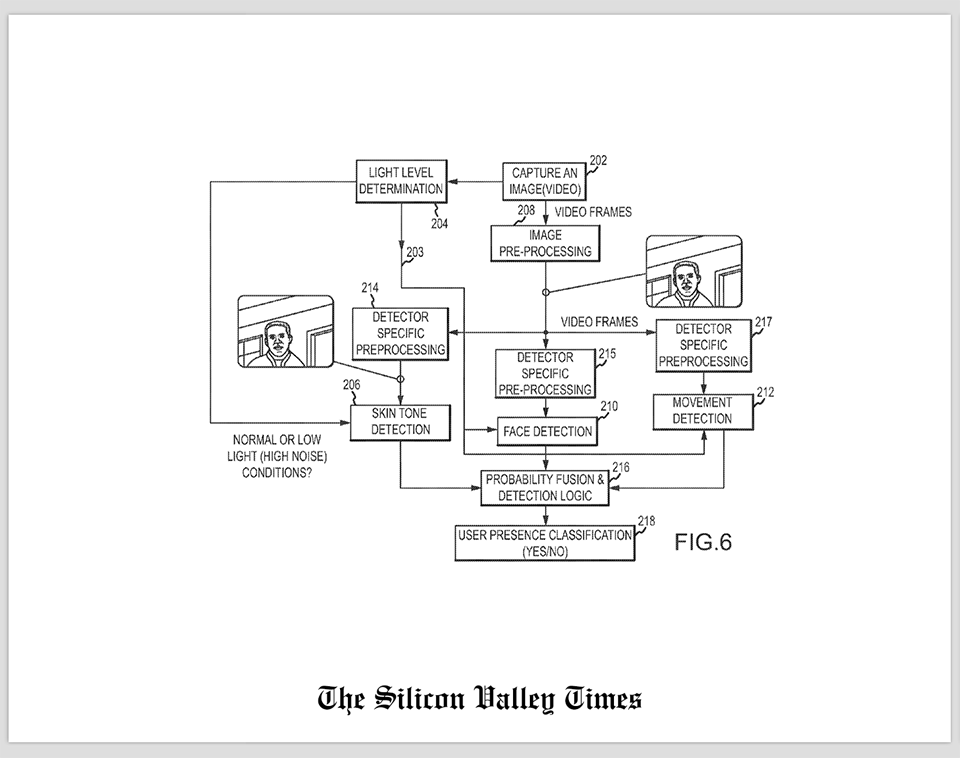 202
LIGHT LEVEL
DETERMINATION
CAPTURE AN
IMAGE(VIDEO)
204
208
VIDEO FRAMES
IMAGE
PRE-PROCESSING
203
214
DETECTOR
SPECIFIC
PREPROCESSING
VIDEO FRAMES
217
DETECTOR
SPECIFIC
PREPROCESSING
215
DETECTOR
SPECIFIC
PRE-PROCESSING
206
SKIN TONE
DETECTION
210
FACE DETECTION
212
MOVEMENT
DETECTION
NORMAL OR LOW
LIGHT (HIGH NOISE)
CONDITIONS?
216
PROBABILITY FUSION &
DETECTION LOGIC
218
USER PRESENCE CLASSIFICATION
(YES/NO)
FIG.6
The Silicon Valley Times